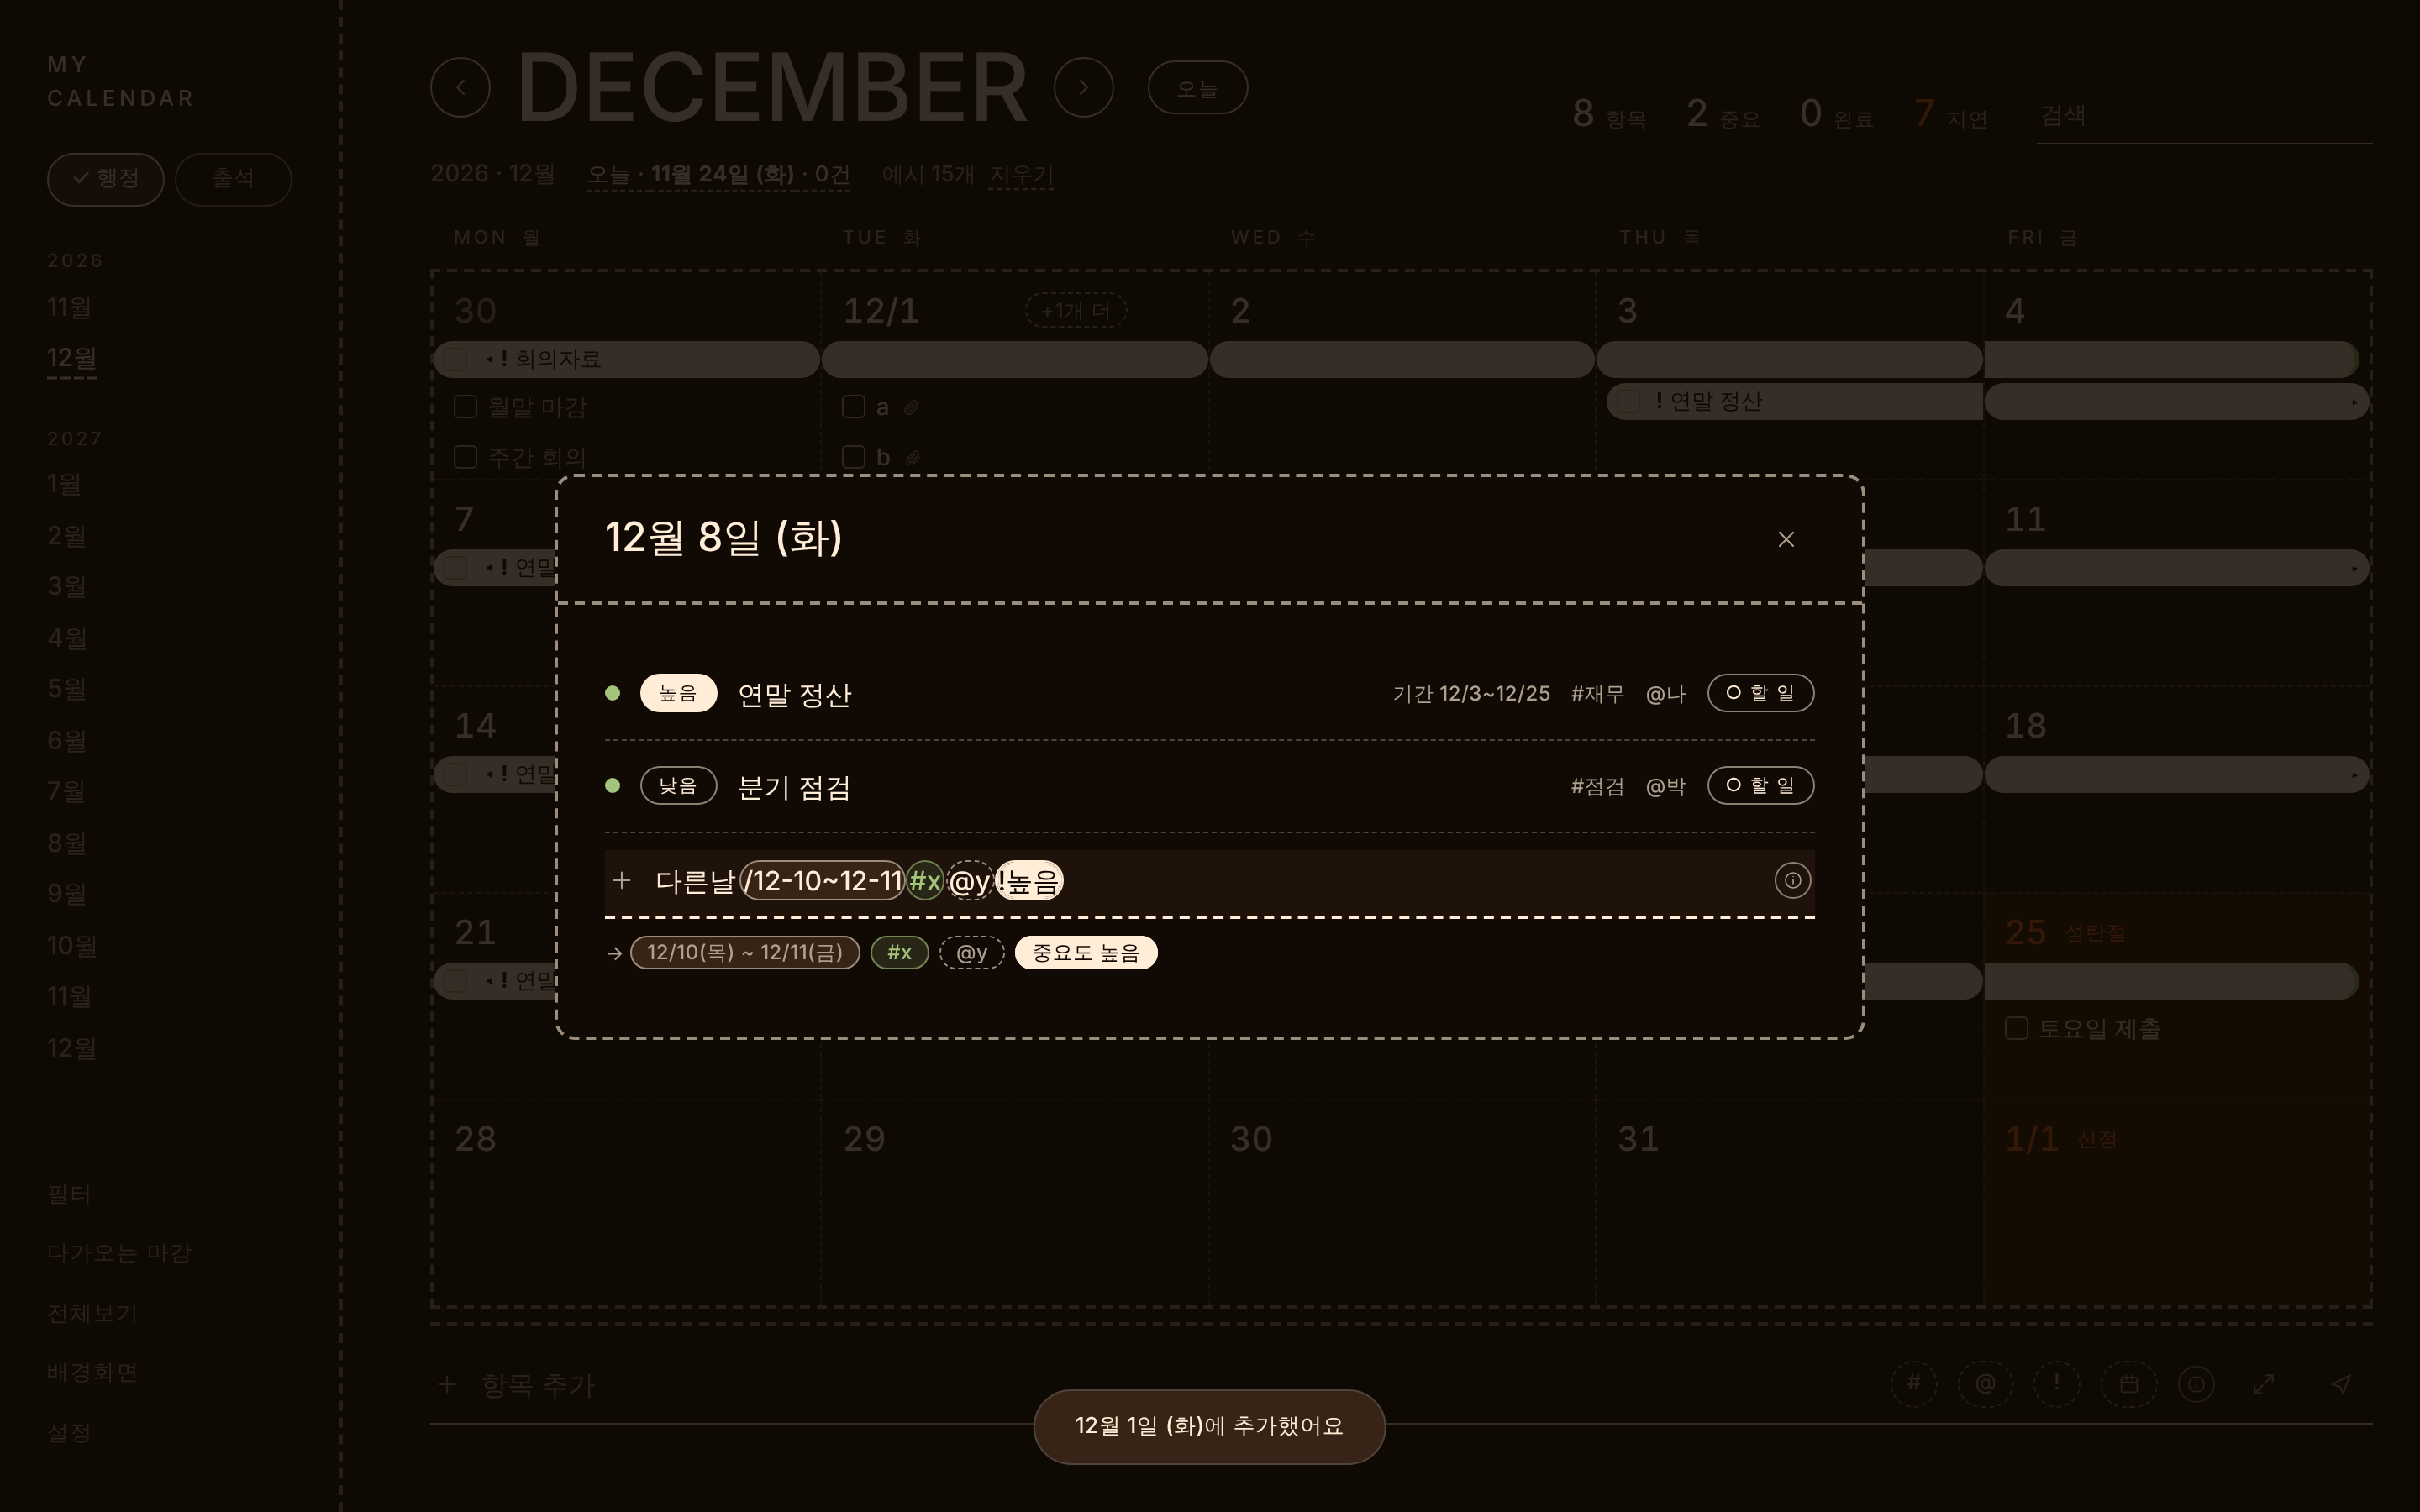 MY
CALENDAR
행정 출석
2026
11월
12월
2027
1월
2월
3월
4월
5월
6월
7월
8월
9월
10월
11월
12월
필터
다가오는 마감
전체보기
배경화면
설정
DECEMBER 오늘
8 항목 2 중요 0 완료 7 지연 검색
2026 · 12월 오늘 · 11월 24일 (화) · 0건 예시 15개 지우기
MON 월 TUE 화 WED 수 THU 목 FRI 금
30 12/1 +1개 더 2 3 4
! 회의자료
월말 마감 a ! 연말 정산
주간 회의 b
7 11
! 연말
14 18
! 연말
21 25 성탄절
! 연말
토요일 제출
28 29 30 31 1/1 신정
12월 8일 (화)
높음 연말 정산 기간 12/3~12/25 #재무 @나 할 일
낮음 분기 점검 #점검 @박 할 일
+ 다른날 /12-10~12-11 #x @y !높음
→ 12/10(목) ~ 12/11(금) #x @y 중요도 높음
+ 항목 추가 # @ !
12월 1일 (화)에 추가했어요